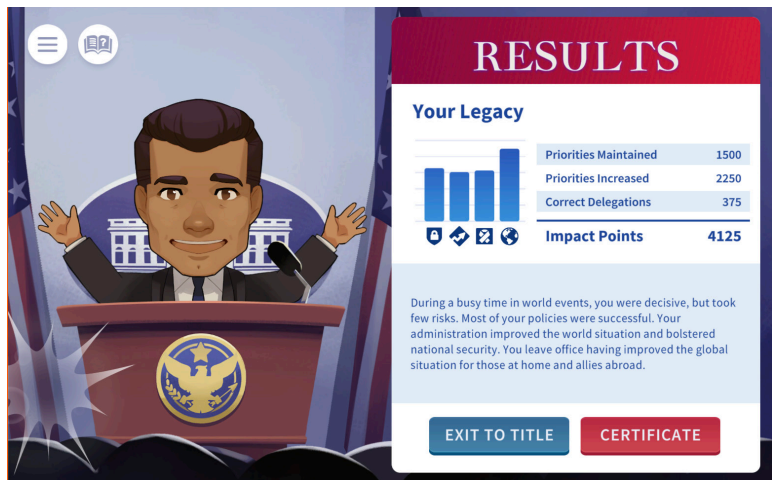 RESULTS
Your Legacy
Priorities Maintained 1500
Priorities Increased 2250
Correct Delegations 375
Impact Points 4125
During a busy time in world events, you were decisive, but took
few risks. Most of your policies were successful. Your
administration improved the world situation and bolstered
national security. You leave office having improved the global
situation for those at home and allies abroad.
EXIT TO TITLE CERTIFICATE